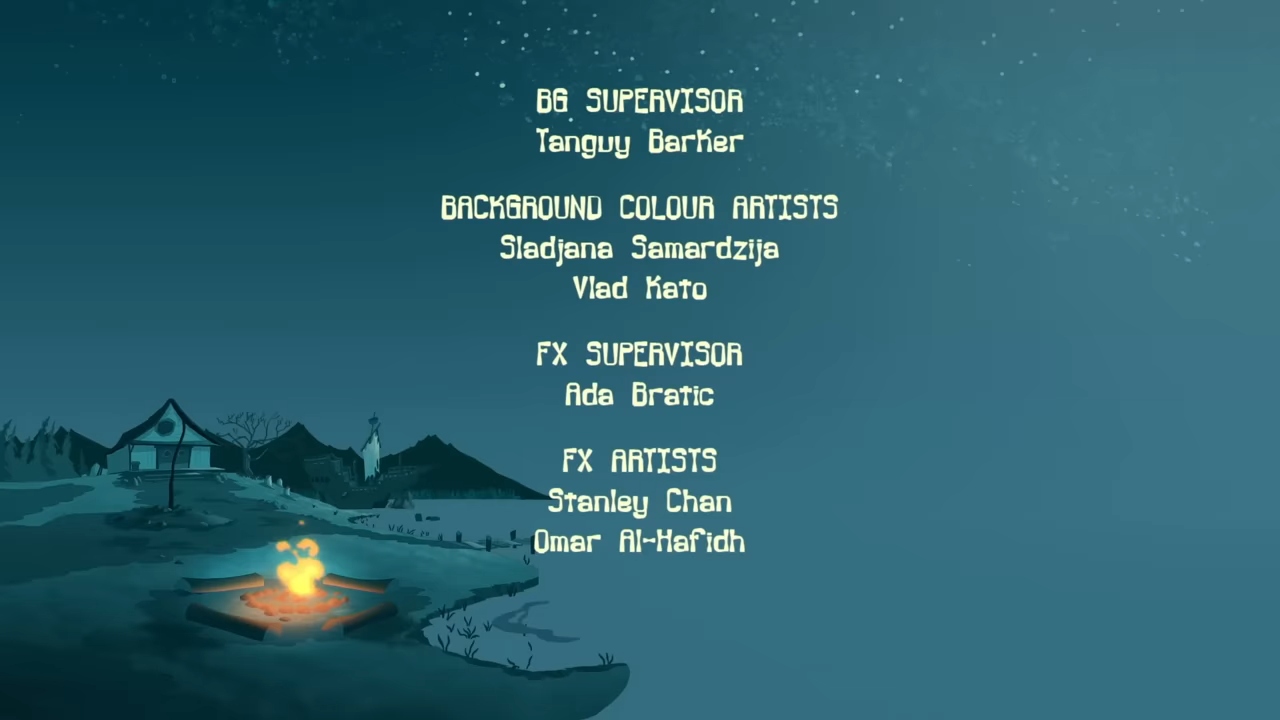 BG SUPERVISOR
Tanguy Barker
BACKGROUND COLOUR ARTISTS
Sladjana Samardzija
Vlad Kato
FX SUPERVISOR
Ada Bratic
FX ARTISTS
Stanley Chan
Omar Al-Hafidh